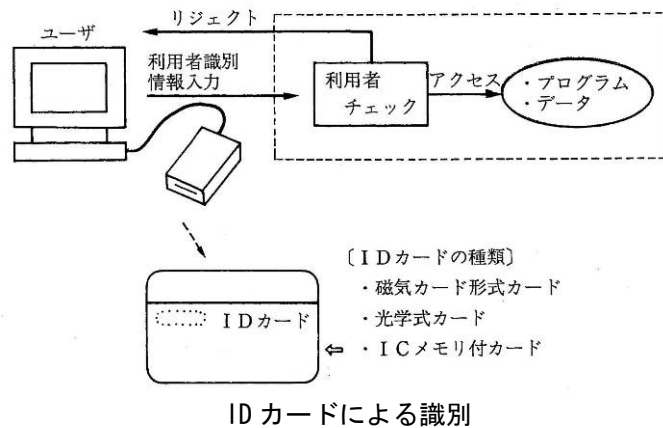 リジェクト
ユーザ
利用者識別
情報入力
利用者
チェック
アクセス
・プログラム
・データ
〔IDカードの種類〕
・磁気カード形式カード
・光学式カード
⇦ ・ICメモリ付カード
IDカード
IDカードによる識別